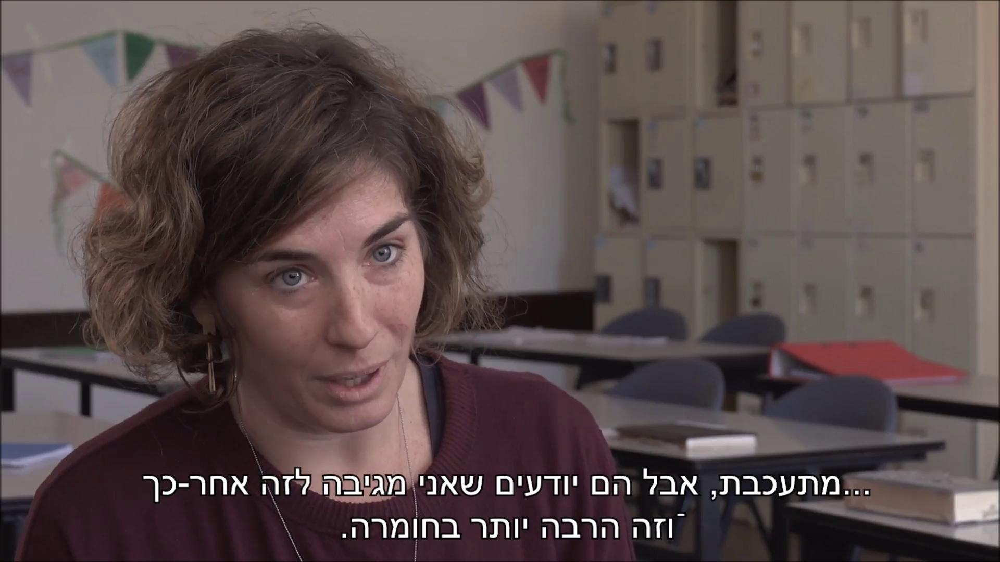 ...מתעכבת, אבל הם יודעים שאני מגיבה לזה אחר-כך
וזה הרבה יותר בחומרה.